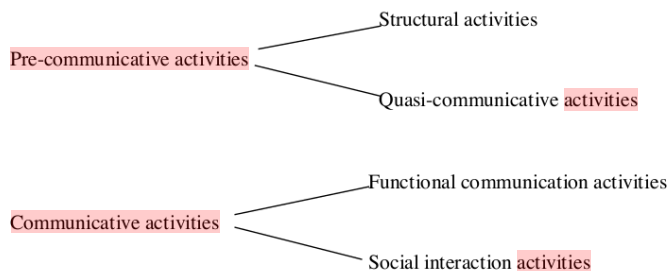 Structural activities
Pre-communicative activities
Quasi-communicative activities
Functional communication activities
Communicative activities
Social interaction activities